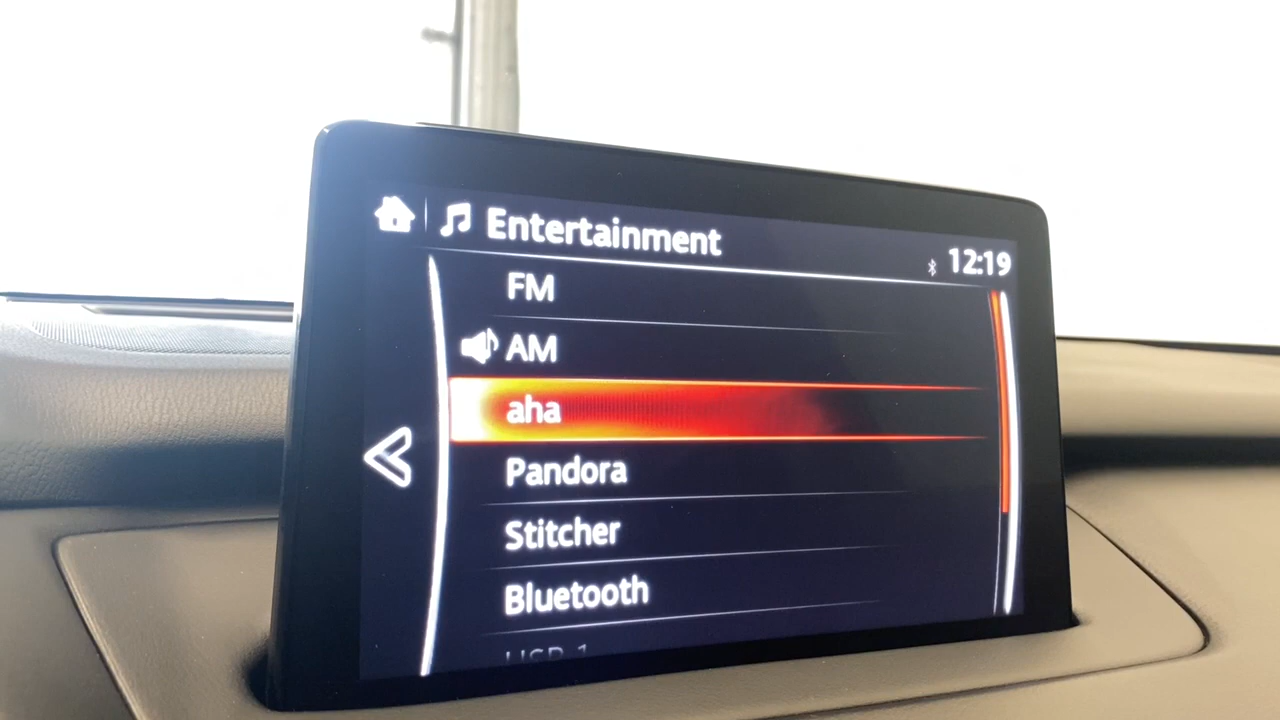 Entertainment
12:19
FM
AM
aha
Pandora
Stitcher
Bluetooth
USB 1